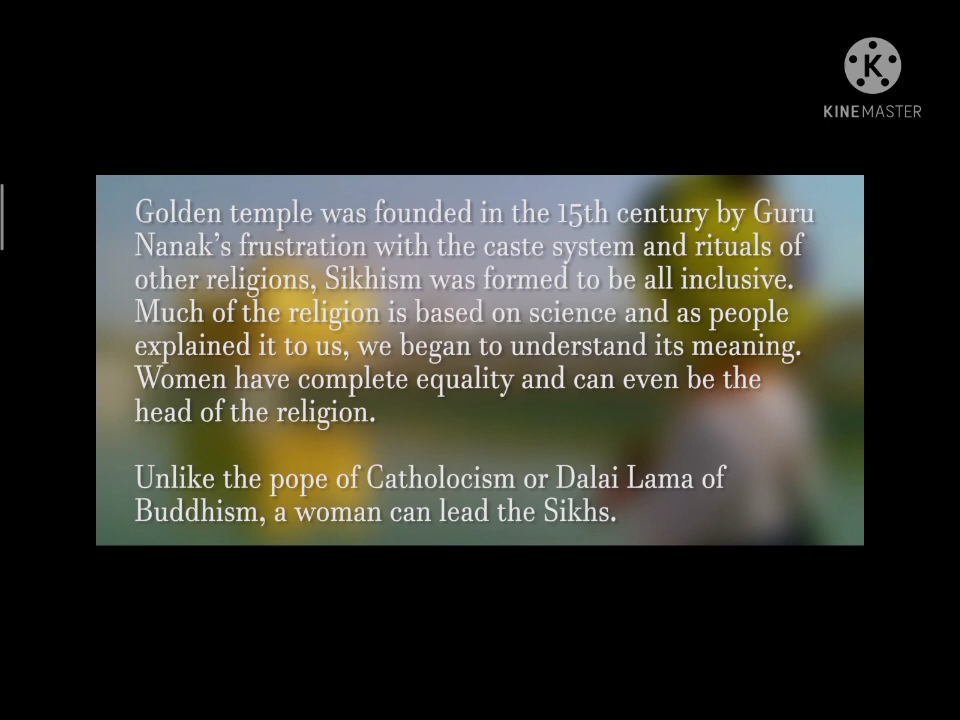 K
KINEMASTER
Golden temple was founded in the 15th century by Guru
Nanak's frustration with the caste system and rituals of
other religions, Sikhism was formed to be all inclusive.
Much of the religion is based on science and as people
explained it to us, we began to understand its meaning.
Women have complete equality and can even be the
head of the religion.
Unlike the pope of Catholocism or Dalai Lama of
Buddhism, a woman can lead the Sikhs.